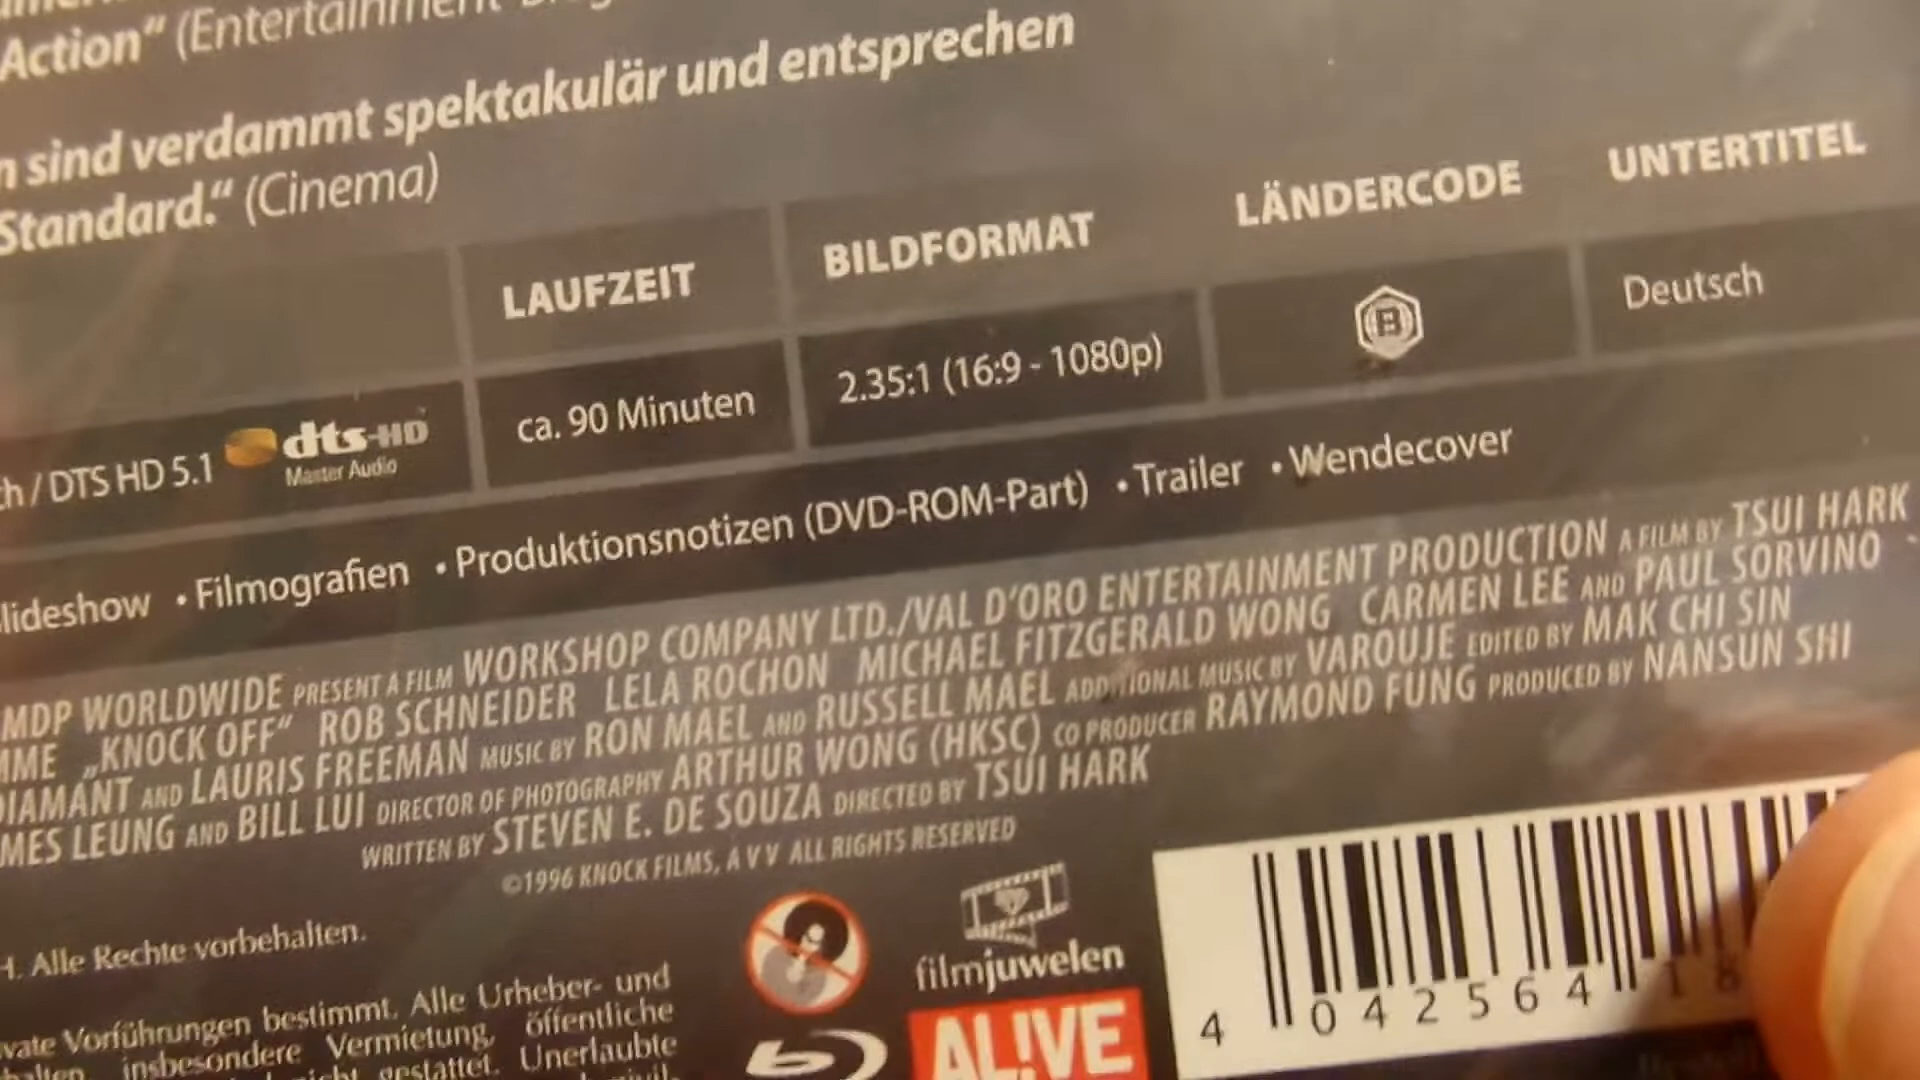 Action“ (Entertainment
n sind verdammt spektakulär und entsprechen
Standard.“ (Cinema)
LAUFZEIT BILDFORMAT LÄNDERCODE UNTERTITEL
ch / DTS HD 5.1 dts-HD Master Audio ca. 90 Minuten 2.35:1 (16:9 - 1080p) B Deutsch
lideshow • Filmografien • Produktionsnotizen (DVD-ROM-Part) • Trailer • Wendecover
MDP WORLDWIDE PRESENT A FILM WORKSHOP COMPANY LTD./VAL D'ORO ENTERTAINMENT PRODUCTION A FILM BY TSUI HARK
MME „KNOCK OFF“ ROB SCHNEIDER LELA ROCHON MICHAEL FITZGERALD WONG CARMEN LEE AND PAUL SORVINO
DIAMANT AND LAURIS FREEMAN MUSIC BY RON MAEL AND RUSSELL MAEL ADDITIONAL MUSIC BY VAROUJE EDITED BY MAK CHI SIN
MES LEUNG AND BILL LUI DIRECTOR OF PHOTOGRAPHY ARTHUR WONG (HKSC) CO PRODUCER RAYMOND FUNG PRODUCED BY NANSUN SHI
WRITTEN BY STEVEN E. DE SOUZA DIRECTED BY TSUI HARK
©1996 KNOCK FILMS, A V V ALL RIGHTS RESERVED
H. Alle Rechte vorbehalten.
vate Vorführungen bestimmt. Alle Urheber- und
halten insbesondere Vermietung, öffentliche
nicht gestattet. Unerlaubte
filmjuwelen
AL!VE
4 042564 18